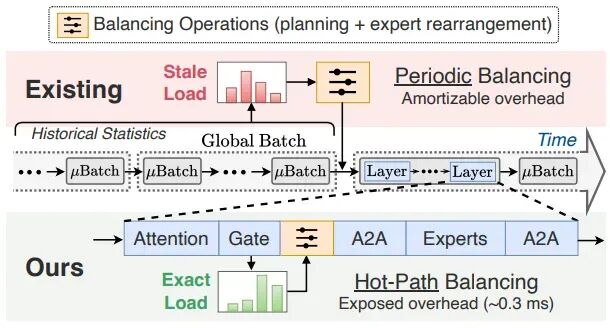 Balancing Operations (planning + expert rearrangement)
Existing
Stale
Load
Periodic Balancing
Amortizable overhead
Historical Statistics
Global Batch
Time
μBatch
μBatch
μBatch
Layer
Layer
μBatch
Attention
Gate
A2A
Experts
A2A
Ours
Exact
Load
Hot-Path Balancing
Exposed overhead (~0.3 ms)